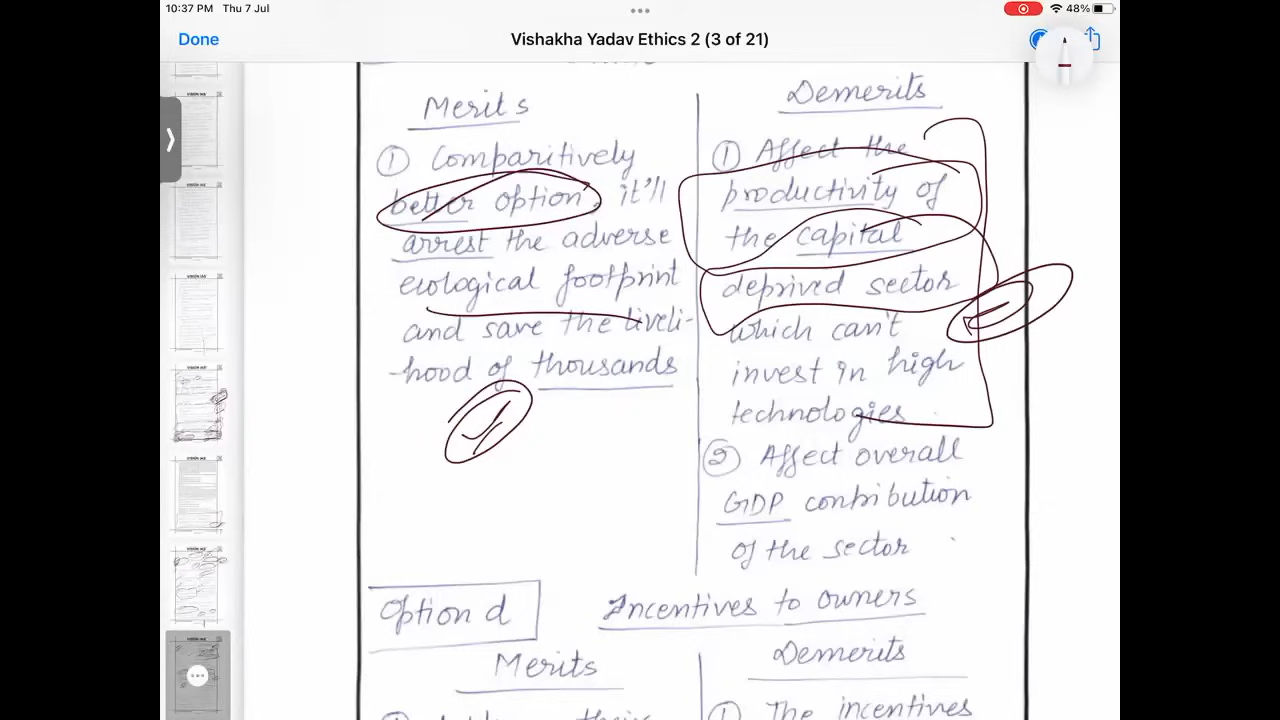 10:37 PM Thu 7 Jul
48%
Done
Vishakha Yadav Ethics 2 (3 of 21)
Merits
① Comparitively
better option, it'll
arrest the adverse
ecological footprint
and save the liveli-
-hood of thousands
Demerits
① Affect the
productivity of
the capital
deprived sector
which can't
invest in high
technologies.
② Affect overall
GDP contribution
of the sector.
Option d
Incentives to owners
Merits
Demerits
① The incentives